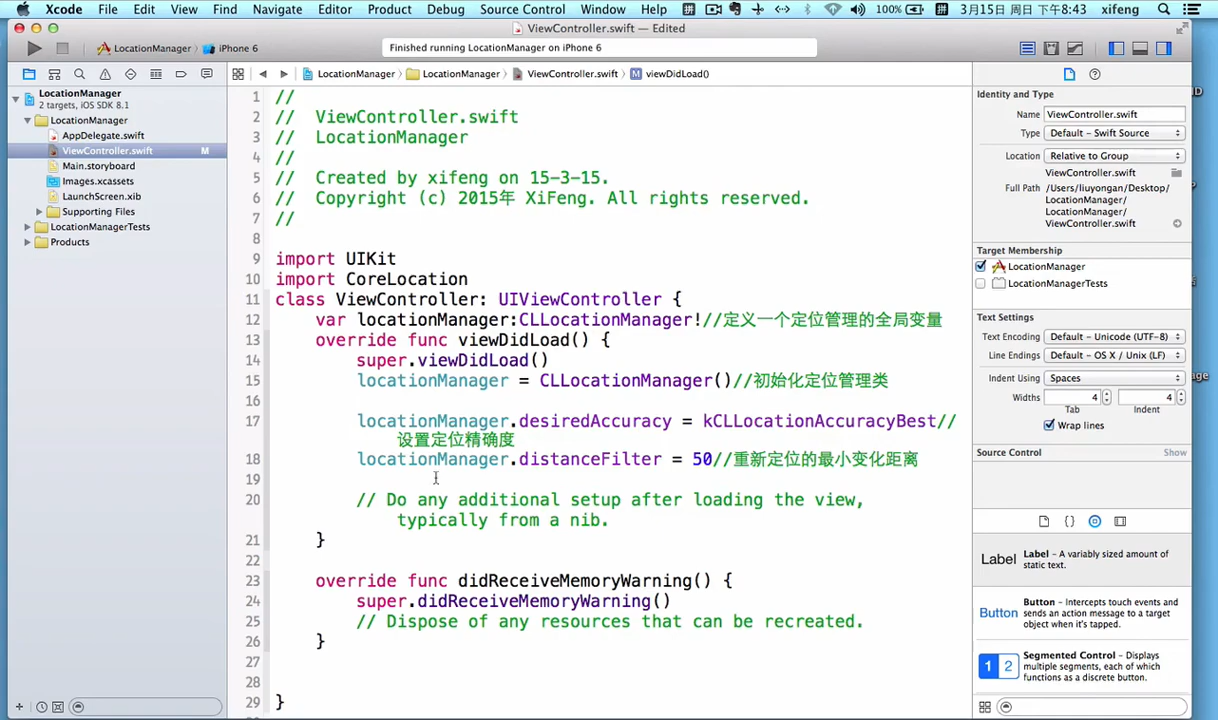 Xcode File Edit View Find Navigate Editor Product Debug Source Control Window Help 100% 3月15日 周日 下午8:43 xifeng
ViewController.swift — Edited
LocationManager iPhone 6
Finished running LocationManager on iPhone 6
LocationManager LocationManager ViewController.swift M viewDidLoad()
LocationManager
2 targets, iOS SDK 8.1
LocationManager
AppDelegate.swift
ViewController.swift M
Main.storyboard
Images.xcassets
LaunchScreen.xib
Supporting Files
LocationManagerTests
Products
1 //
2 // ViewController.swift
3 // LocationManager
4 //
5 // Created by xifeng on 15-3-15.
6 // Copyright (c) 2015年 XiFeng. All rights reserved.
7 //
8
9 import UIKit
10 import CoreLocation
11 class ViewController: UIViewController {
12 var locationManager:CLLocationManager!//定义一个定位管理的全局变量
13 override func viewDidLoad() {
14 super.viewDidLoad()
15 locationManager = CLLocationManager()//初始化定位管理类
16
17 locationManager.desiredAccuracy = kCLLocationAccuracyBest//
设置定位精确度
18 locationManager.distanceFilter = 50//重新定位的最小变化距离
19
20 // Do any additional setup after loading the view,
typically from a nib.
21 }
22
23 override func didReceiveMemoryWarning() {
24 super.didReceiveMemoryWarning()
25 // Dispose of any resources that can be recreated.
26 }
27
28
29 }
Identity and Type
Name ViewController.swift
Type Default - Swift Source
Location Relative to Group
ViewController.swift
Full Path /Users/liuyongan/Desktop/
LocationManager/
LocationManager/
ViewController.swift
Target Membership
LocationManager
LocationManagerTests
Text Settings
Text Encoding Default - Unicode (UTF-8)
Line Endings Default - OS X / Unix (LF)
Indent Using Spaces
Widths 4 4
Tab Indent
Wrap lines
Source Control Show
Label Label - A variably sized amount of
static text.
Button Button - Intercepts touch events and
sends an action message to a target
object when it's tapped.
1 2 Segmented Control - Displays
multiple segments, each of which
functions as a discrete button.